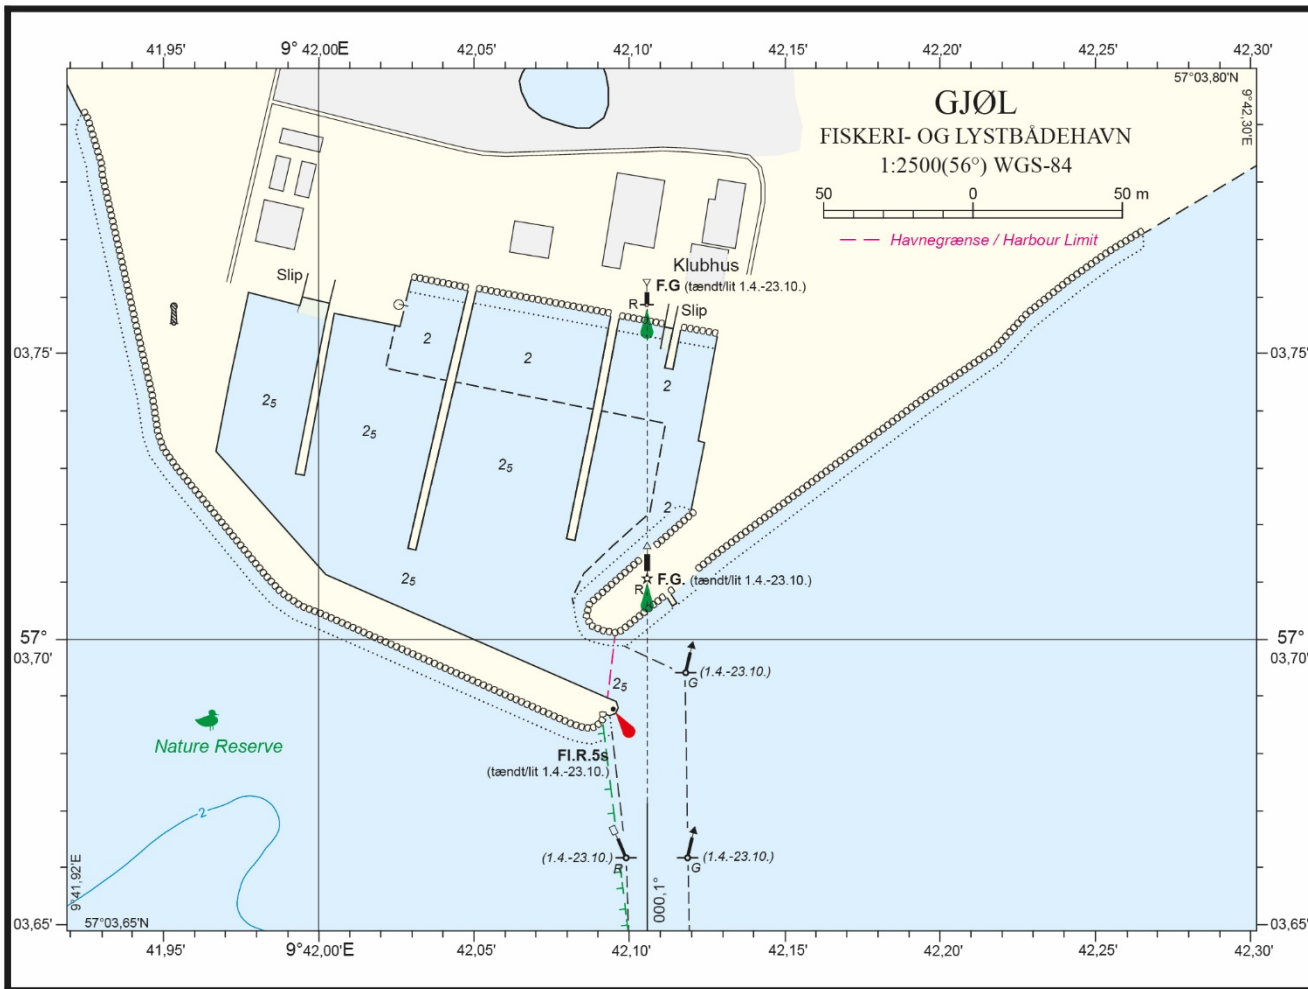 41,95'
9° 42,00'E
42,05'
42,10'
42,15'
42,20'
42,25'
42,30'
57°03,80'N
9°42,30'E
GJØL
FISKERI- OG LYSTBÅDEHAVN
1:2500(56°) WGS-84
50
0
50 m
Havnegrænse / Harbour Limit
Klubhus
Slip
F.G (tændt/lit 1.4.-23.10.)
R
Slip
03,75'
03,75'
2
2
2
2₅
2₅
2₅
2
2₅
F.G. (tændt/lit 1.4.-23.10.)
R
57°
03,70'
57°
03,70'
(1.4.-23.10.)
G
2₅
Nature Reserve
Fl.R.5s
(tændt/lit 1.4.-23.10.)
2
(1.4.-23.10.)
R
(1.4.-23.10.)
G
000,1°
9°41,92'E
57°03,65'N
03,65'
03,65'
41,95'
9° 42,00'E
42,05'
42,10'
42,15'
42,20'
42,25'
42,30'